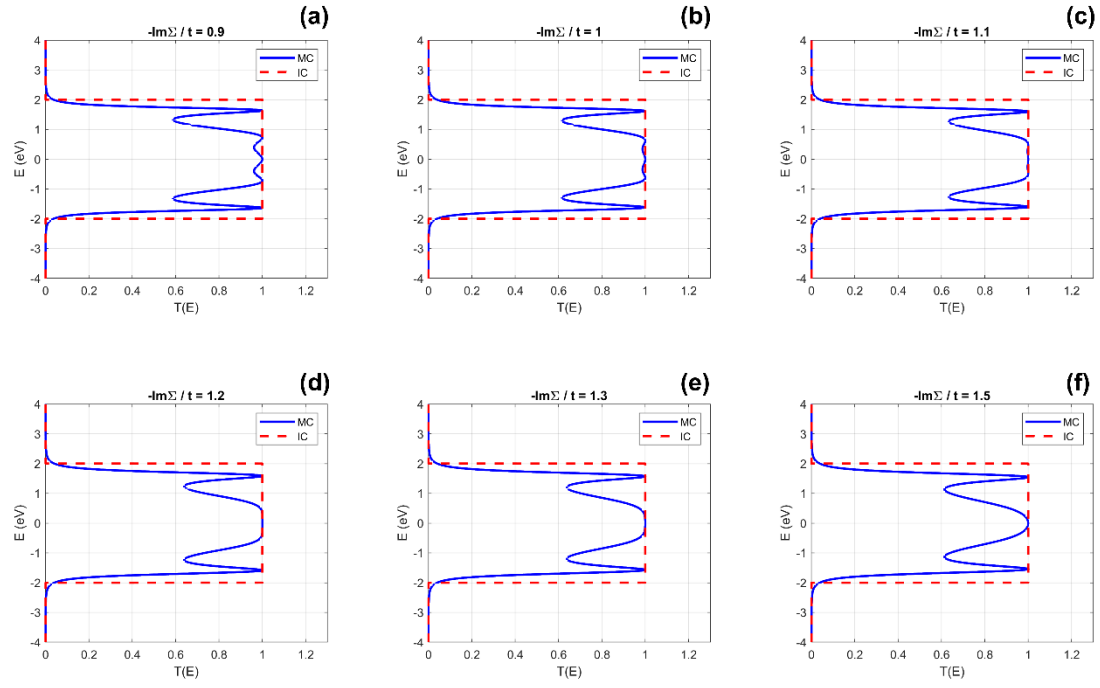 (a)
-ImΣ / t = 0.9
MC
IC
E (eV)
4
3
2
1
0
-1
-2
-3
-4
0 0.2 0.4 0.6 0.8 1 1.2
T(E)
(b)
-ImΣ / t = 1
MC
IC
E (eV)
4
3
2
1
0
-1
-2
-3
-4
0 0.2 0.4 0.6 0.8 1 1.2
T(E)
(c)
-ImΣ / t = 1.1
MC
IC
E (eV)
4
3
2
1
0
-1
-2
-3
-4
0 0.2 0.4 0.6 0.8 1 1.2
T(E)
(d)
-ImΣ / t = 1.2
MC
IC
E (eV)
4
3
2
1
0
-1
-2
-3
-4
0 0.2 0.4 0.6 0.8 1 1.2
T(E)
(e)
-ImΣ / t = 1.3
MC
IC
E (eV)
4
3
2
1
0
-1
-2
-3
-4
0 0.2 0.4 0.6 0.8 1 1.2
T(E)
(f)
-ImΣ / t = 1.5
MC
IC
E (eV)
4
3
2
1
0
-1
-2
-3
-4
0 0.2 0.4 0.6 0.8 1 1.2
T(E)